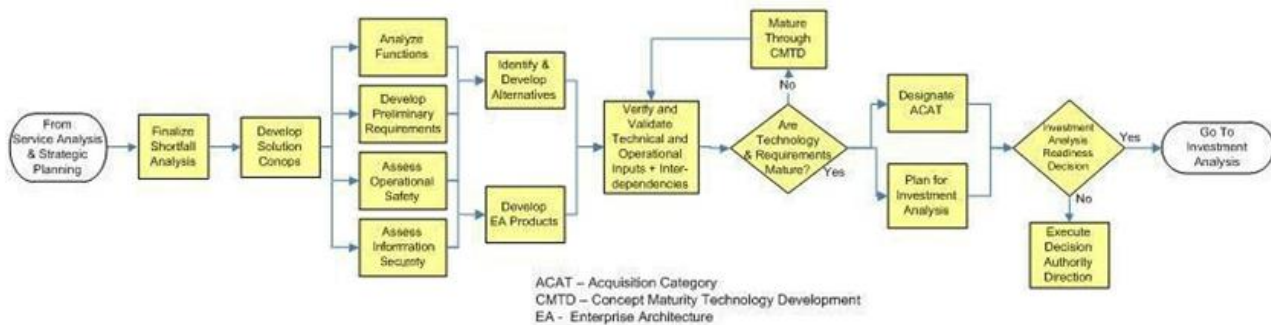 From
Service Analysis
& Strategic
Planning
Finalize
Shortfall
Analysis
Develop
Solution
Conops
Analyze
Functions
Develop
Preliminary
Requirements
Assess
Operational
Safety
Assess
Information
Security
Identify &
Develop
Alternatives
Develop
EA Products
Verify and
Validate
Technical and
Operational
Inputs + Inter-
dependencies
Mature
Through
CMTD
No
Are
Technology
& Requirements
Mature?
Yes
Designate
ACAT
Plan for
Investment
Analysis
Investment
Analysis
Readiness
Decision
Yes
No
Go To
Investment
Analysis
Execute
Decision
Authority
Direction
ACAT – Acquisition Category
CMTD – Concept Maturity Technology Development
EA - Enterprise Architecture